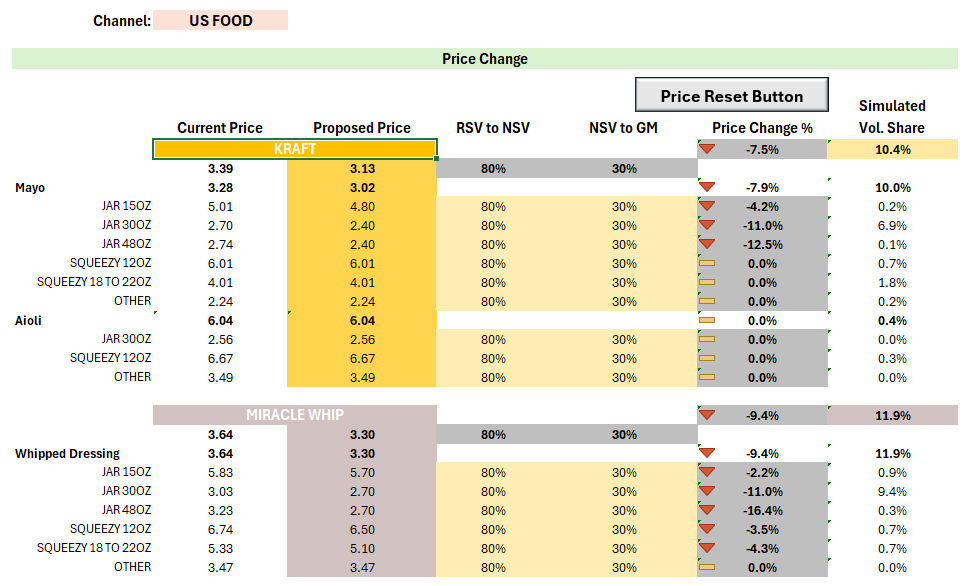 Channel: US FOOD
Price Change
Price Reset Button
Simulated
Current Price Proposed Price RSV to NSV NSV to GM Price Change % Vol. Share
KRAFT -7.5% 10.4%
3.39 3.13 80% 30%
Mayo 3.28 3.02 -7.9% 10.0%
JAR 15OZ 5.01 4.80 80% 30% -4.2% 0.2%
JAR 30OZ 2.70 2.40 80% 30% -11.0% 6.9%
JAR 48OZ 2.74 2.40 80% 30% -12.5% 0.1%
SQUEEZY 12OZ 6.01 6.01 80% 30% 0.0% 0.7%
SQUEEZY 18 TO 22OZ 4.01 4.01 80% 30% 0.0% 1.8%
OTHER 2.24 2.24 80% 30% 0.0% 0.2%
Aioli 6.04 6.04 0.0% 0.4%
JAR 30OZ 2.56 2.56 80% 30% 0.0% 0.0%
SQUEEZY 12OZ 6.67 6.67 80% 30% 0.0% 0.3%
OTHER 3.49 3.49 80% 30% 0.0% 0.0%
MIRACLE WHIP -9.4% 11.9%
3.64 3.30 80% 30%
Whipped Dressing 3.64 3.30 -9.4% 11.9%
JAR 15OZ 5.83 5.70 80% 30% -2.2% 0.9%
JAR 30OZ 3.03 2.70 80% 30% -11.0% 9.4%
JAR 48OZ 3.23 2.70 80% 30% -16.4% 0.3%
SQUEEZY 12OZ 6.74 6.50 80% 30% -3.5% 0.7%
SQUEEZY 18 TO 22OZ 5.33 5.10 80% 30% -4.3% 0.7%
OTHER 3.47 3.47 80% 30% 0.0% 0.0%